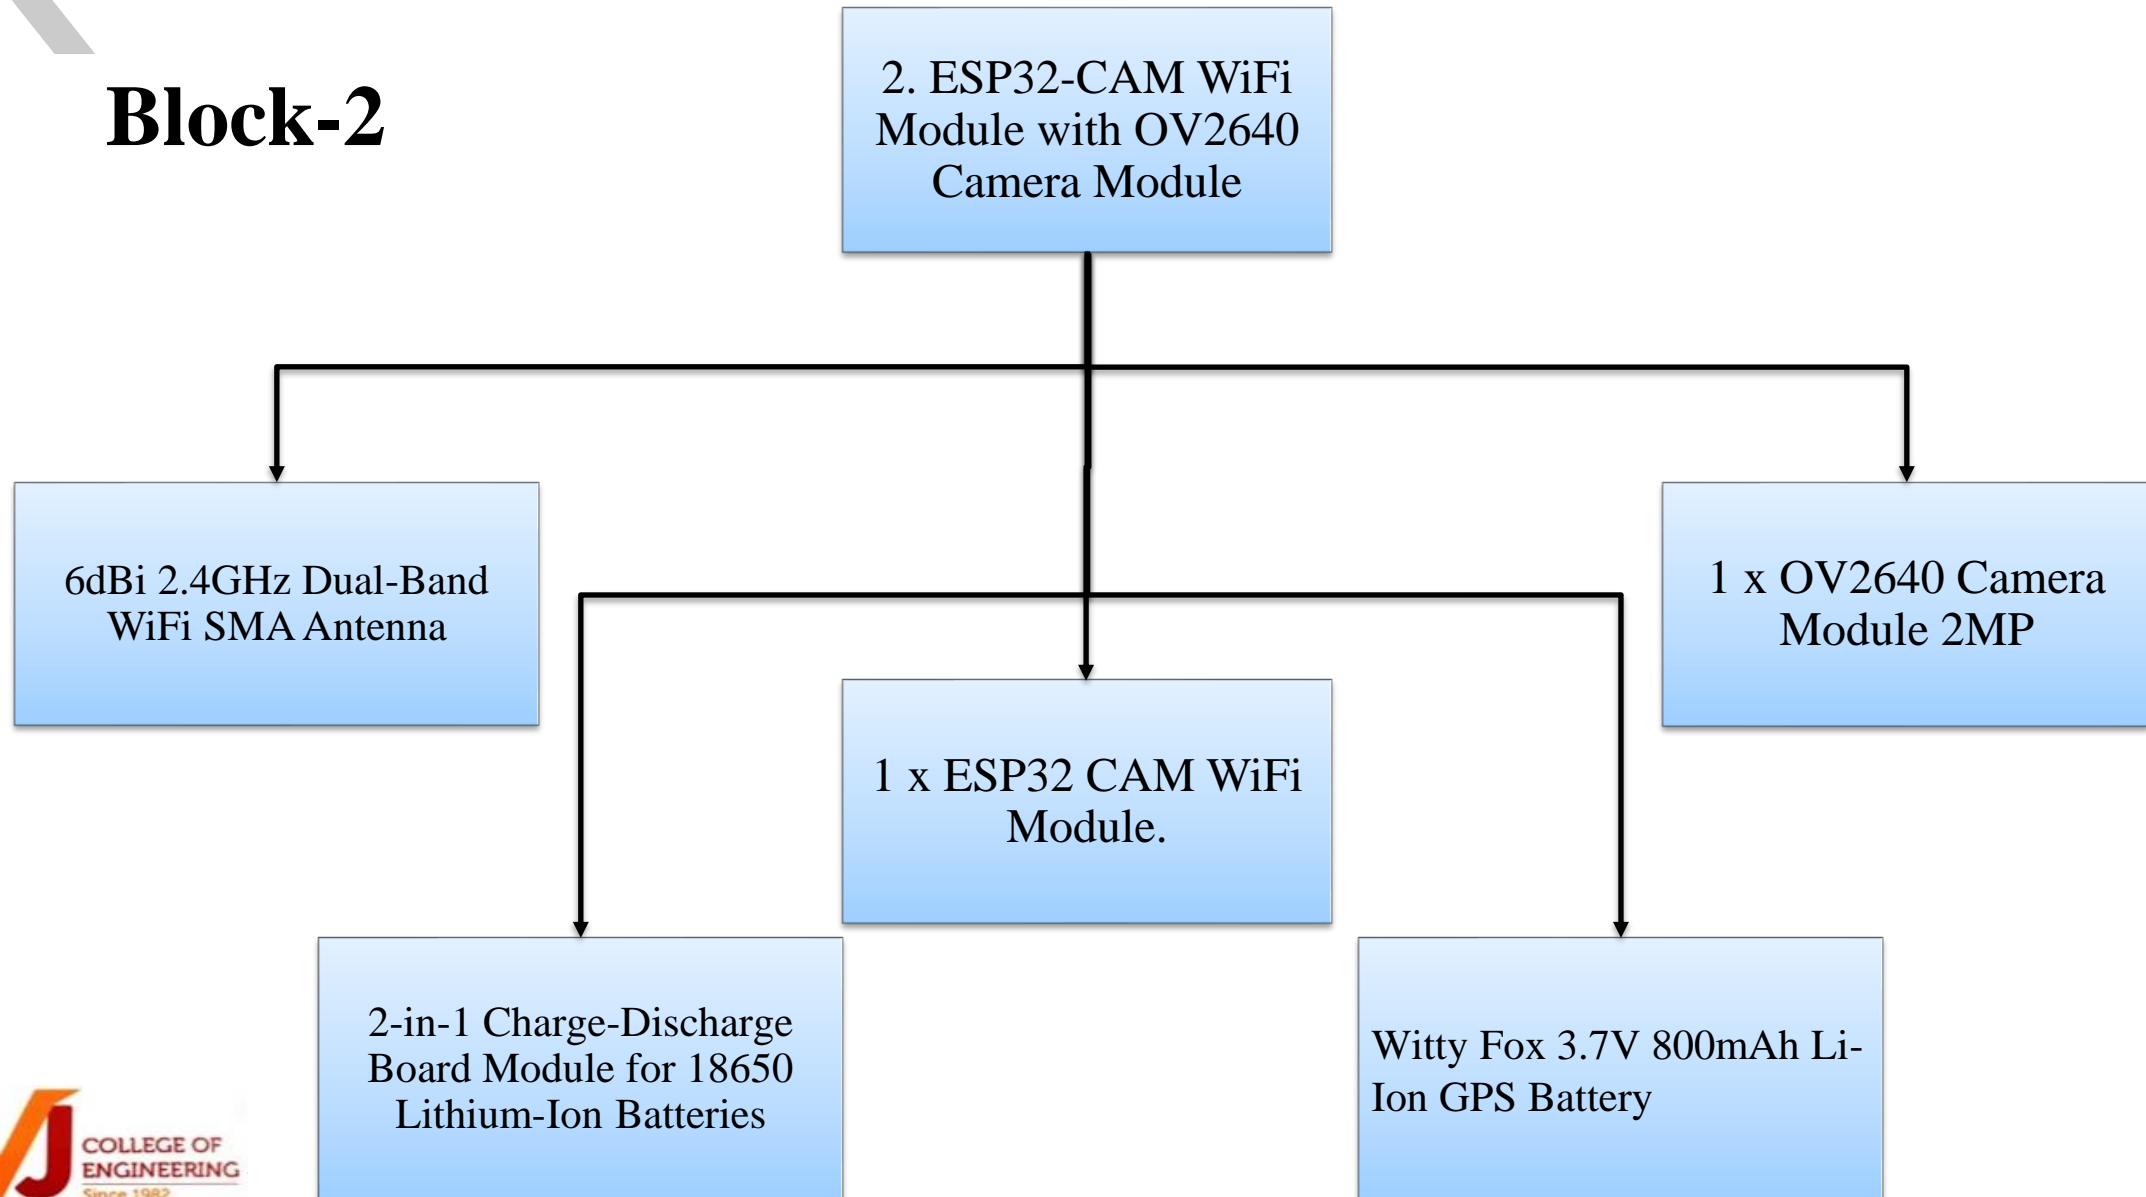 Block-2
2. ESP32-CAM WiFi
Module with OV2640
Camera Module
6dBi 2.4GHz Dual-Band
WiFi SMA Antenna
1 x OV2640 Camera
Module 2MP
1 x ESP32 CAM WiFi
Module.
2-in-1 Charge-Discharge
Board Module for 18650
Lithium-Ion Batteries
Witty Fox 3.7V 800mAh Li-
Ion GPS Battery
COLLEGE OF
ENGINEERING
Since 1982